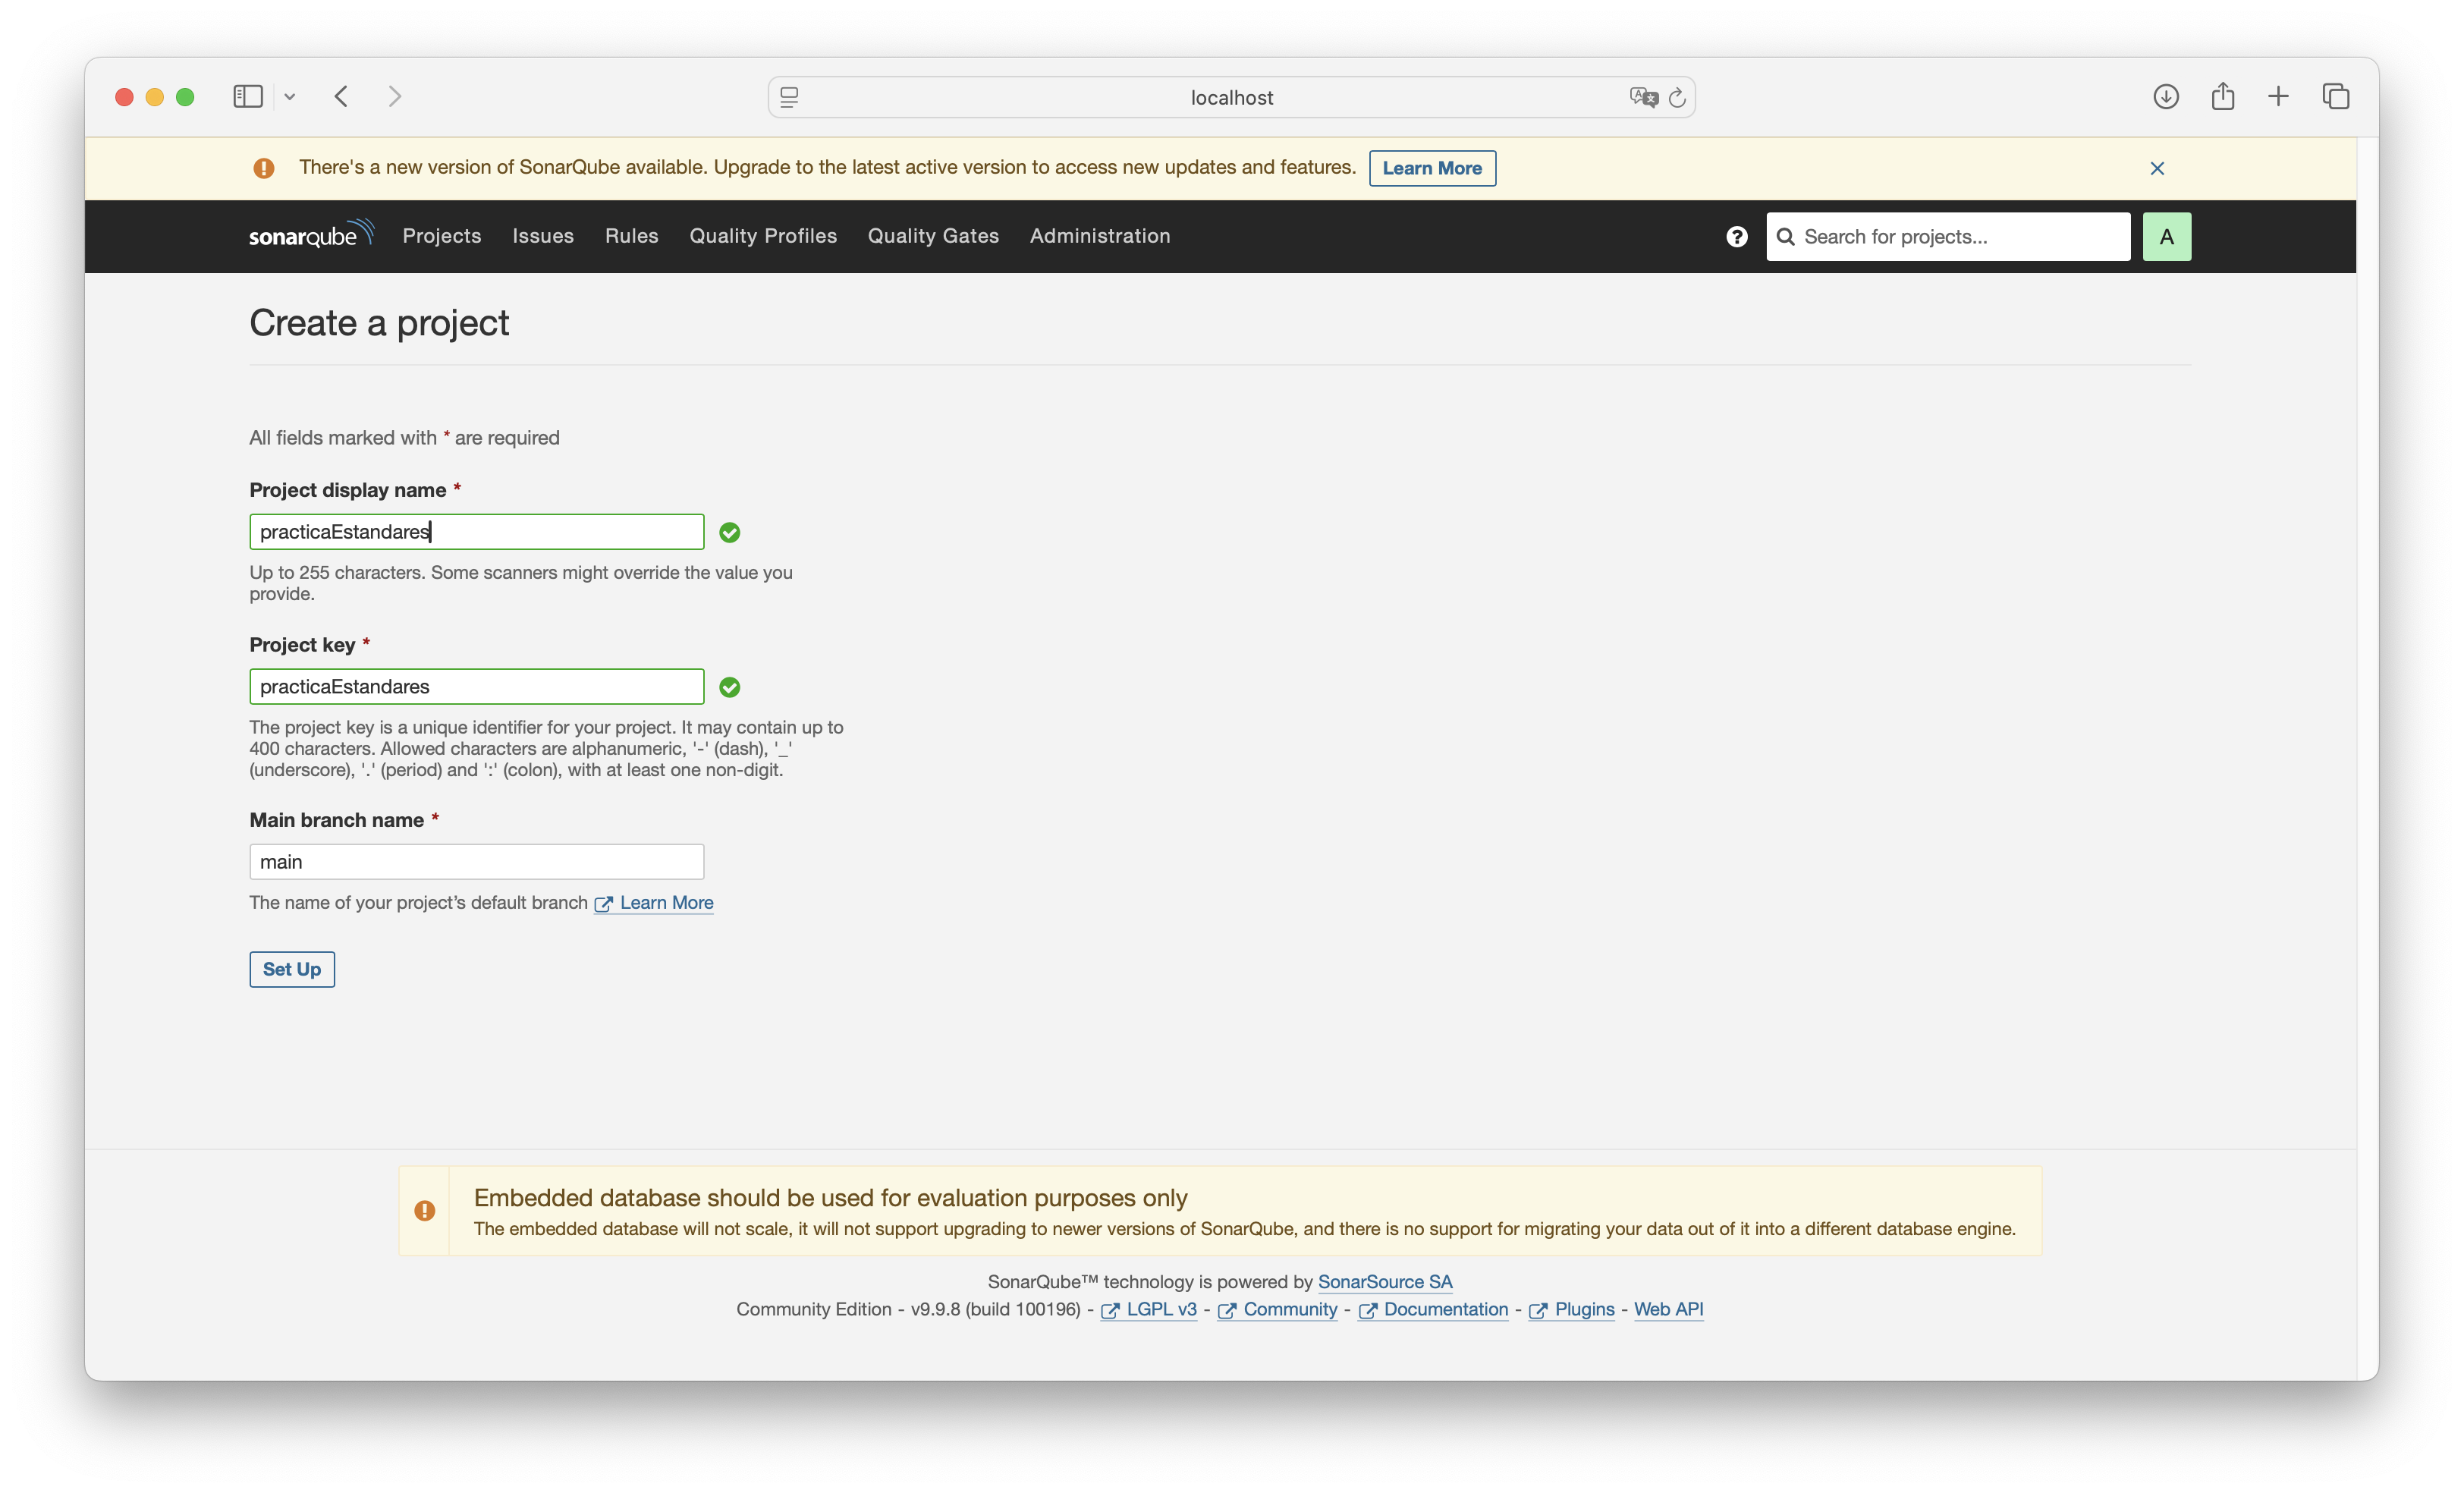 localhost
There's a new version of SonarQube available. Upgrade to the latest active version to access new updates and features. Learn More
sonarqube Projects Issues Rules Quality Profiles Quality Gates Administration Search for projects... A
Create a project
All fields marked with * are required
Project display name *
practicaEstandares
Up to 255 characters. Some scanners might override the value you
provide.
Project key *
practicaEstandares
The project key is a unique identifier for your project. It may contain up to
400 characters. Allowed characters are alphanumeric, '-' (dash), '_'
(underscore), '.' (period) and ':' (colon), with at least one non-digit.
Main branch name *
main
The name of your project’s default branch Learn More
Set Up
Embedded database should be used for evaluation purposes only
The embedded database will not scale, it will not support upgrading to newer versions of SonarQube, and there is no support for migrating your data out of it into a different database engine.
SonarQube™ technology is powered by SonarSource SA
Community Edition - v9.9.8 (build 100196) - LGPL v3 - Community - Documentation - Plugins - Web API